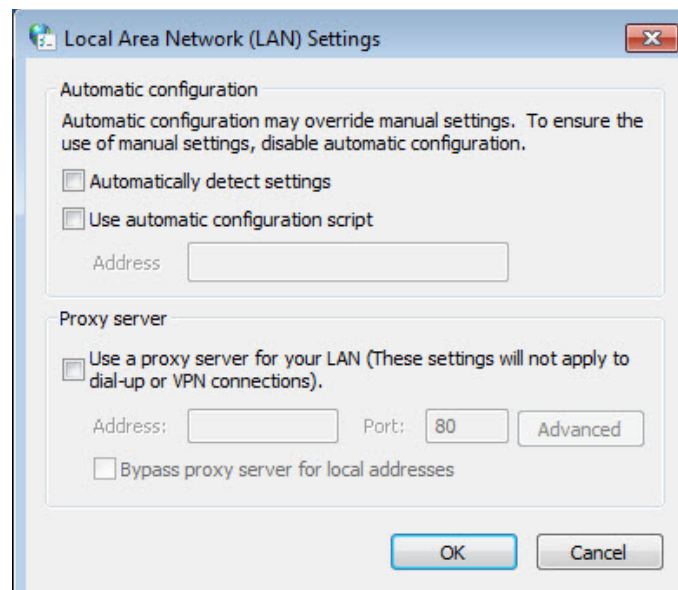 Local Area Network (LAN) Settings
Automatic configuration
Automatic configuration may override manual settings. To ensure the
use of manual settings, disable automatic configuration.
Automatically detect settings
Use automatic configuration script
Address
Proxy server
Use a proxy server for your LAN (These settings will not apply to
dial-up or VPN connections).
Address: Port: 80 Advanced
Bypass proxy server for local addresses
OK Cancel